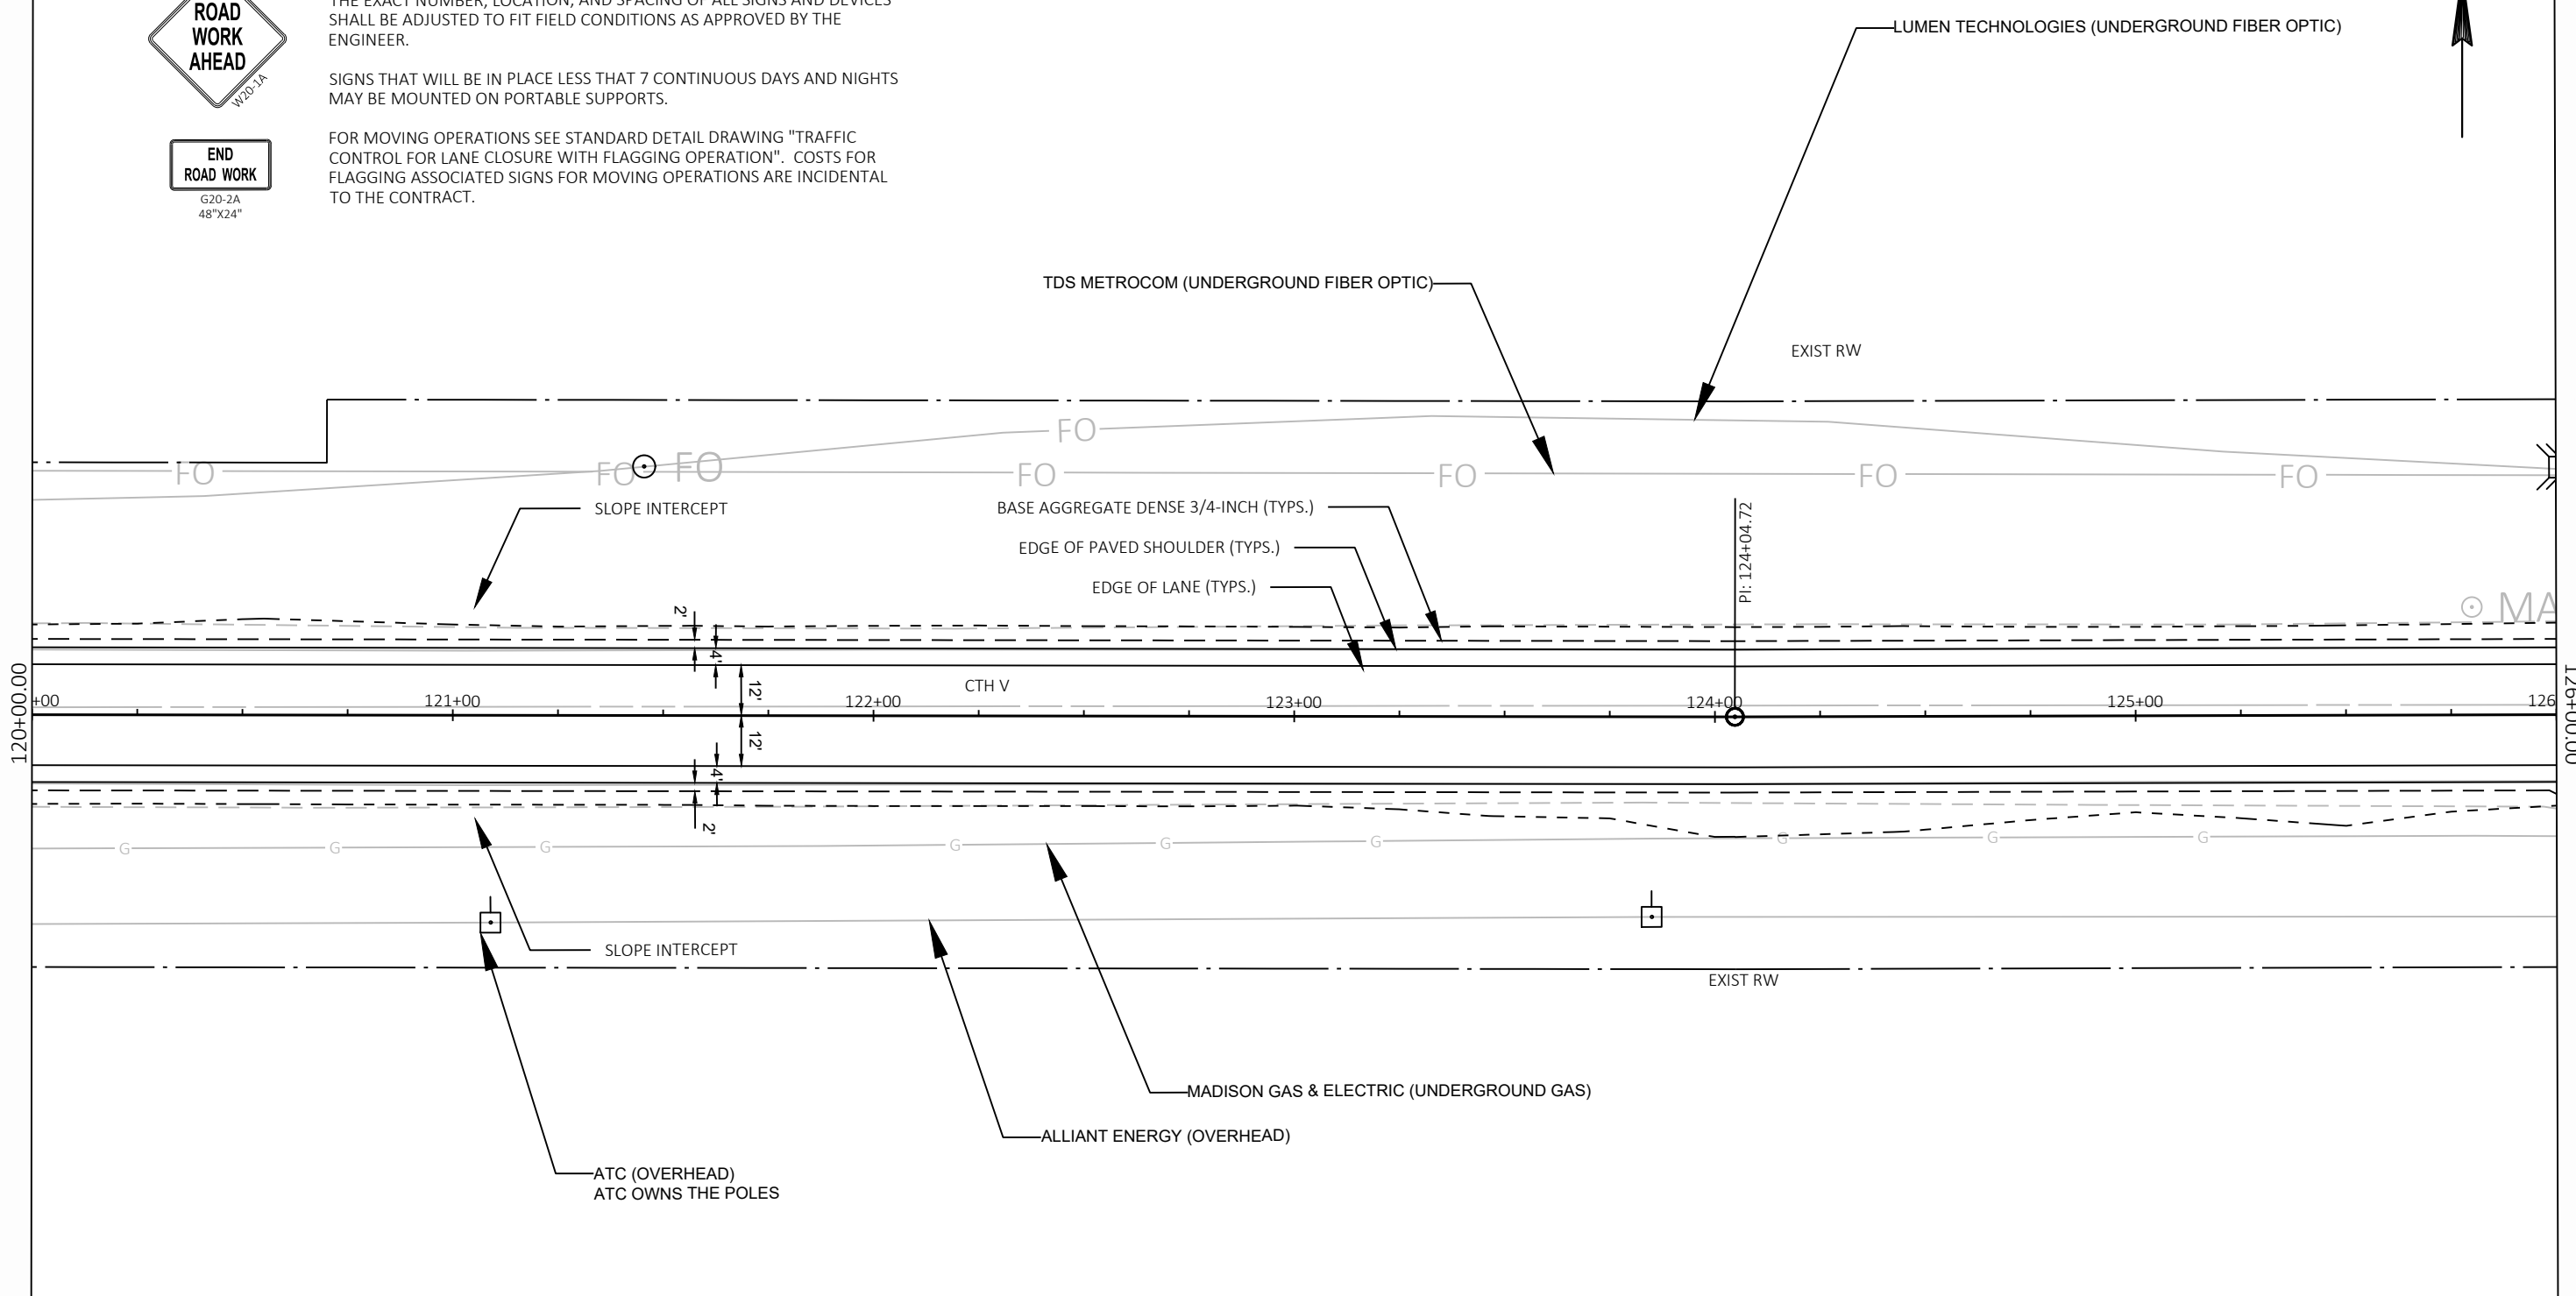 ROAD
WORK
AHEAD
W20-1A
THE EXACT NUMBER, LOCATION, AND SPACING OF ALL SIGNS AND DEVICES
SHALL BE ADJUSTED TO FIT FIELD CONDITIONS AS APPROVED BY THE
ENGINEER.
SIGNS THAT WILL BE IN PLACE LESS THAT 7 CONTINUOUS DAYS AND NIGHTS
MAY BE MOUNTED ON PORTABLE SUPPORTS.
END
ROAD WORK
G20-2A
48"X24"
FOR MOVING OPERATIONS SEE STANDARD DETAIL DRAWING "TRAFFIC
CONTROL FOR LANE CLOSURE WITH FLAGGING OPERATION". COSTS FOR
FLAGGING ASSOCIATED SIGNS FOR MOVING OPERATIONS ARE INCIDENTAL
TO THE CONTRACT.
LUMEN TECHNOLOGIES (UNDERGROUND FIBER OPTIC)
TDS METROCOM (UNDERGROUND FIBER OPTIC)
EXIST RW
FO
FO
FO
FO
FO
FO
FO
FO
SLOPE INTERCEPT
BASE AGGREGATE DENSE 3/4-INCH (TYPS.)
EDGE OF PAVED SHOULDER (TYPS.)
EDGE OF LANE (TYPS.)
PI: 124+04.72
MA
2'
4'
12'
CTH V
120+00.00
+00
121+00
122+00
123+00
124+00
125+00
126
126+00.00
12'
4'
2'
G
G
G
G
G
G
G
G
G
SLOPE INTERCEPT
EXIST RW
MADISON GAS & ELECTRIC (UNDERGROUND GAS)
ALLIANT ENERGY (OVERHEAD)
ATC (OVERHEAD)
ATC OWNS THE POLES